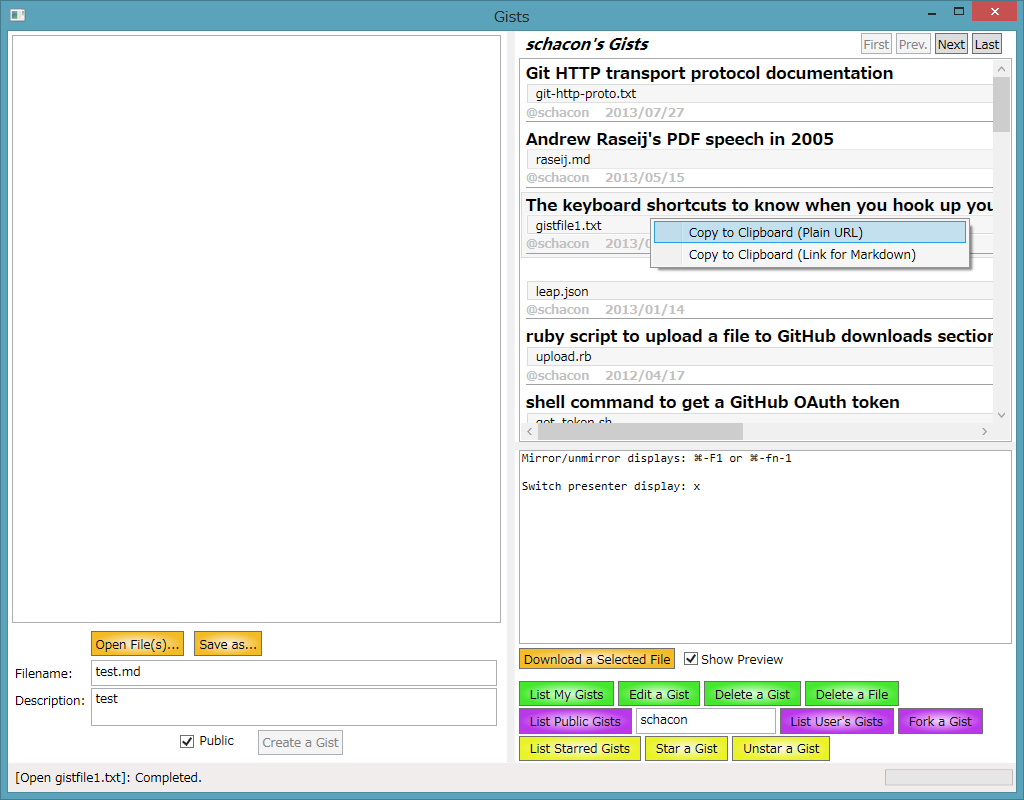 Gists
schacon's Gists
First Prev. Next Last
Git HTTP transport protocol documentation
git-http-proto.txt
@schacon 2013/07/27
Andrew Raseij's PDF speech in 2005
raseij.md
@schacon 2013/05/15
The keyboard shortcuts to know when you hook up you
gistfile1.txt
@schacon 2013/0
Copy to Clipboard (Plain URL)
Copy to Clipboard (Link for Markdown)
leap.json
@schacon 2013/01/14
ruby script to upload a file to GitHub downloads section
upload.rb
@schacon 2012/04/17
shell command to get a GitHub OAuth token
get_token.sh
Mirror/unmirror displays: ⌘-F1 or ⌘-fn-1
Switch presenter display: x
Open File(s)... Save as...
Filename: test.md
Description: test
Public Create a Gist
Download a Selected File Show Preview
List My Gists Edit a Gist Delete a Gist Delete a File
List Public Gists schacon List User's Gists Fork a Gist
List Starred Gists Star a Gist Unstar a Gist
[Open gistfile1.txt]: Completed.